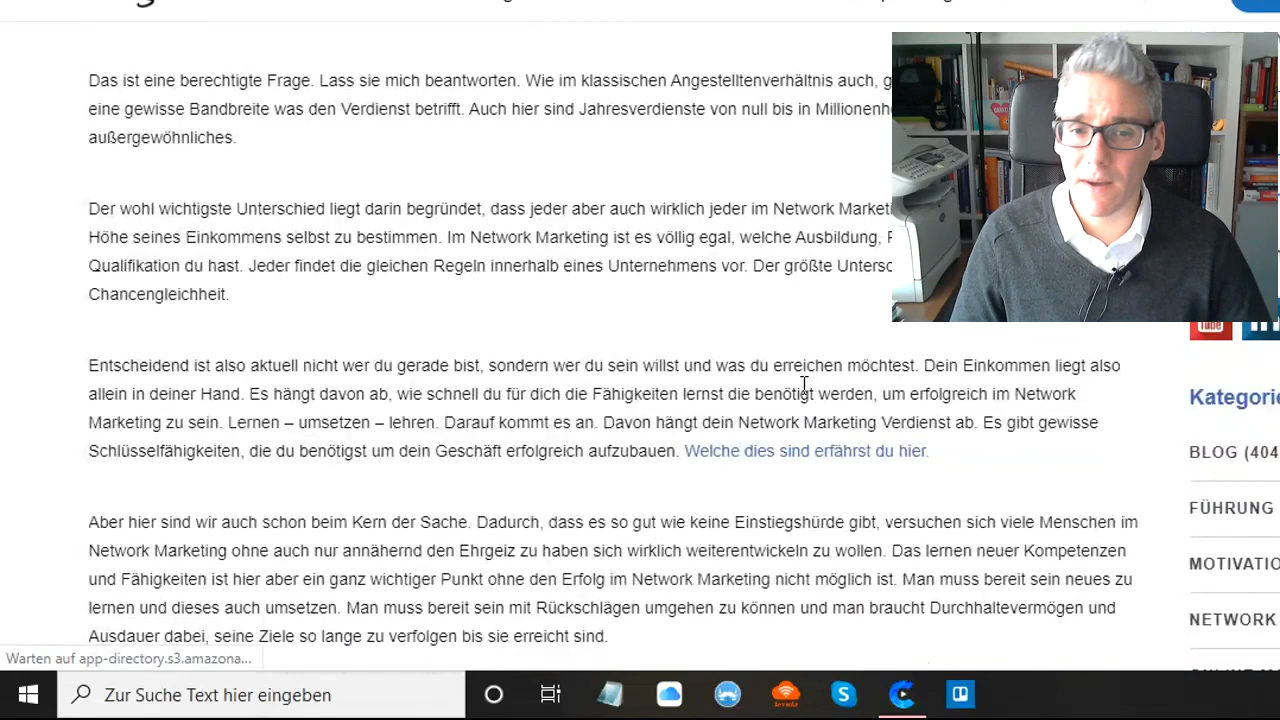 Das ist eine berechtigte Frage. Lass sie mich beantworten. Wie im klassischen Angestelltenverhältnis auch,
eine gewisse Bandbreite was den Verdienst betrifft. Auch hier sind Jahresverdienste von null bis in
außergewöhnliches.
Der wohl wichtigste Unterschied liegt darin begründet, dass jeder aber auch wirklich jeder im Network
Höhe seines Einkommens selbst zu bestimmen. Im Network Marketing ist es völlig egal, welche Ausbildung,
Qualifikation du hast. Jeder findet die gleichen Regeln innerhalb eines Unternehmens vor. Der größte
Chancengleichheit.
Entscheidend ist also aktuell nicht wer du gerade bist, sondern wer du sein willst und was du erreichen möchtest. Dein Einkommen liegt also
allein in deiner Hand. Es hängt davon ab, wie schnell du für dich die Fähigkeiten lernst die benötigt werden, um erfolgreich im Network
Marketing zu sein. Lernen – umsetzen – lehren. Darauf kommt es an. Davon hängt dein Network Marketing Verdienst ab. Es gibt gewisse
Schlüsselfähigkeiten, die du benötigst um dein Geschäft erfolgreich aufzubauen. Welche dies sind erfährst du hier.
Aber hier sind wir auch schon beim Kern der Sache. Dadurch, dass es so gut wie keine Einstiegshürde gibt, versuchen sich viele Menschen im
Network Marketing ohne auch nur annähernd den Ehrgeiz zu haben sich wirklich weiterentwickeln zu wollen. Das lernen neuer Kompetenzen
und Fähigkeiten ist hier aber ein ganz wichtiger Punkt ohne den Erfolg im Network Marketing nicht möglich ist. Man muss bereit sein neues zu
lernen und dieses auch umsetzen. Man muss bereit sein mit Rückschlägen umgehen zu können und man braucht Durchhaltevermögen und
Ausdauer dabei, seine Ziele so lange zu verfolgen bis sie erreicht sind.
You
Tube
Kategorie
BLOG (404
FÜHRUNG
MOTIVATIO
NETWORK
Warten auf app-directory.s3.amazona...
Zur Suche Text hier eingeben